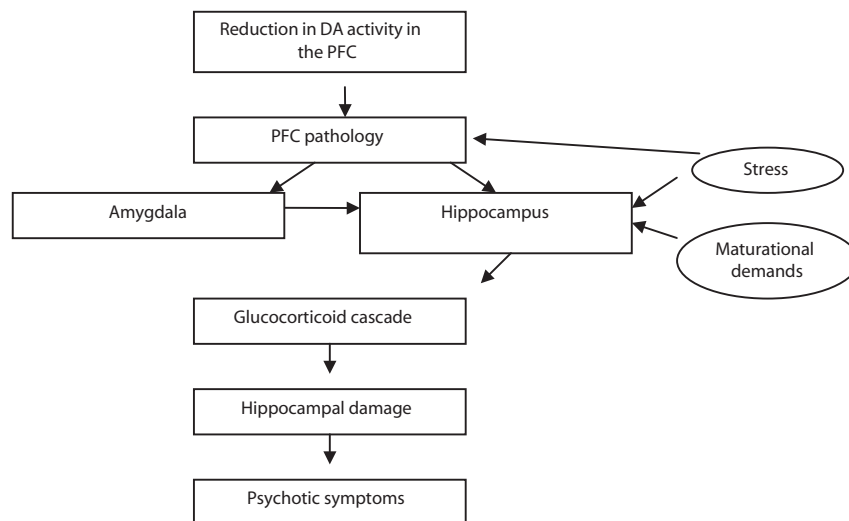 Reduction in DA activity in
the PFC
PFC pathology
Stress
Amygdala
Hippocampus
Maturational
demands
Glucocorticoid cascade
Hippocampal damage
Psychotic symptoms